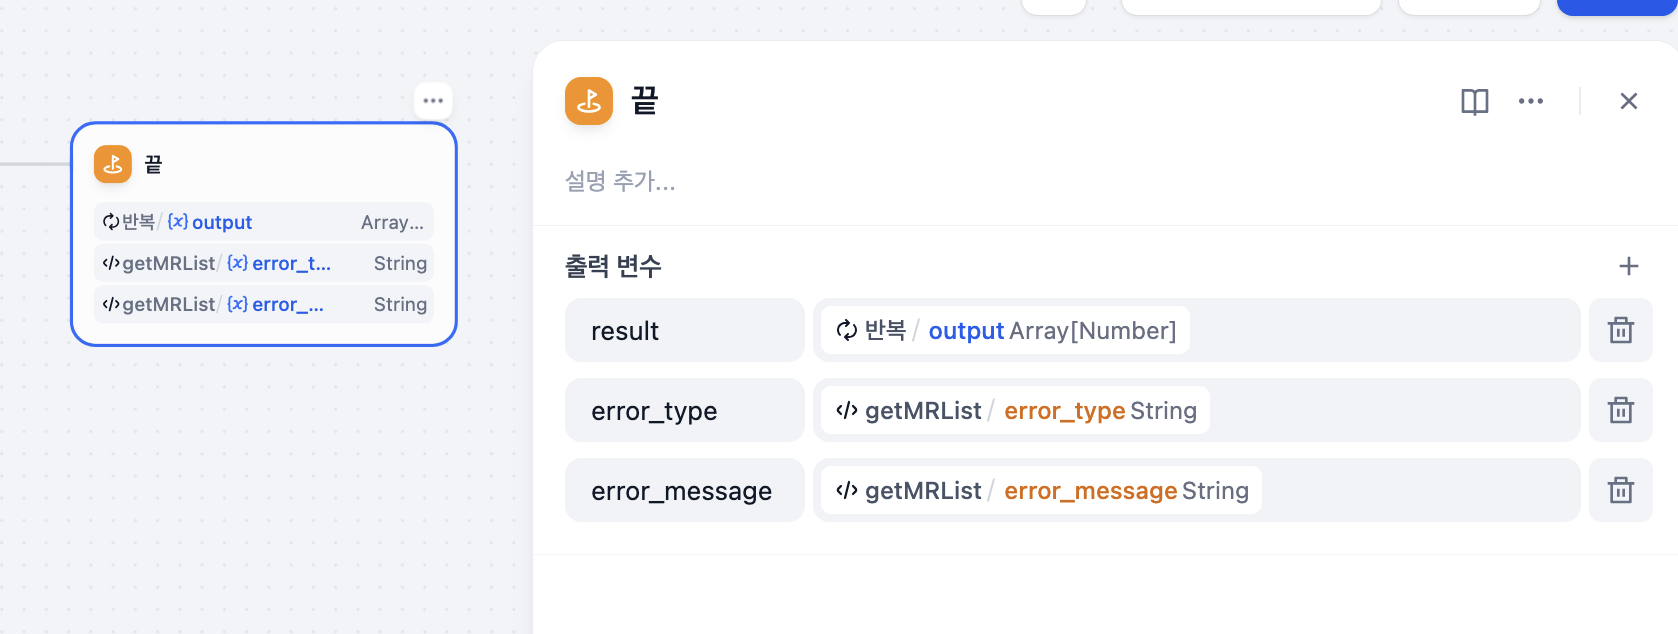 끝
반복/{x} output Array...
getMRList/{x} error_t... String
getMRList/{x} error_... String
끝
설명 추가...
출력 변수
result 반복/output Array[Number]
error_type getMRList/error_type String
error_message getMRList/error_message String